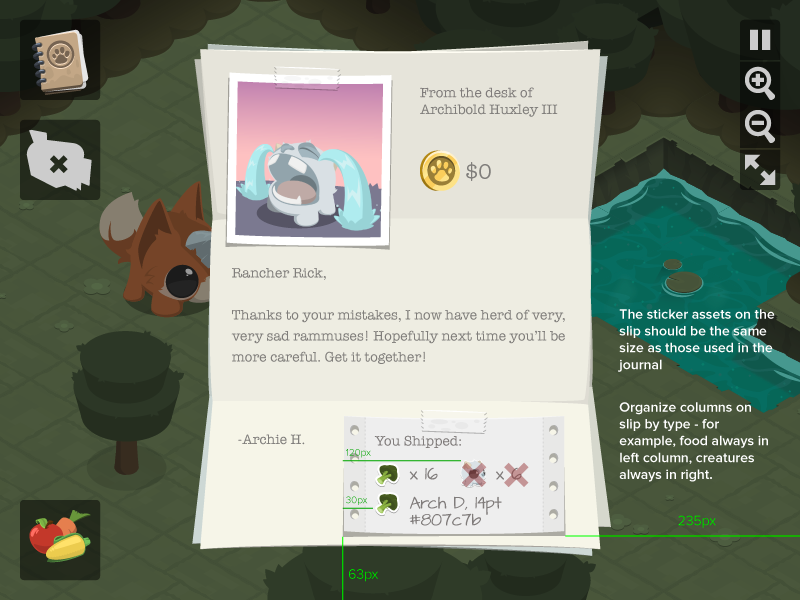 From the desk of
Archibold Huxley III
$0
Rancher Rick,
Thanks to your mistakes, I now have herd of very,
very sad rammuses! Hopefully next time you'll be
more careful. Get it together!
-Archie H.
You Shipped:
120px
x 16
x 6
30px
Arch D, 14pt
#807c7b
63px
235px
The sticker assets on the
slip should be the same
size as those used in the
journal
Organize columns on
slip by type - for
example, food always in
left column, creatures
always in right.